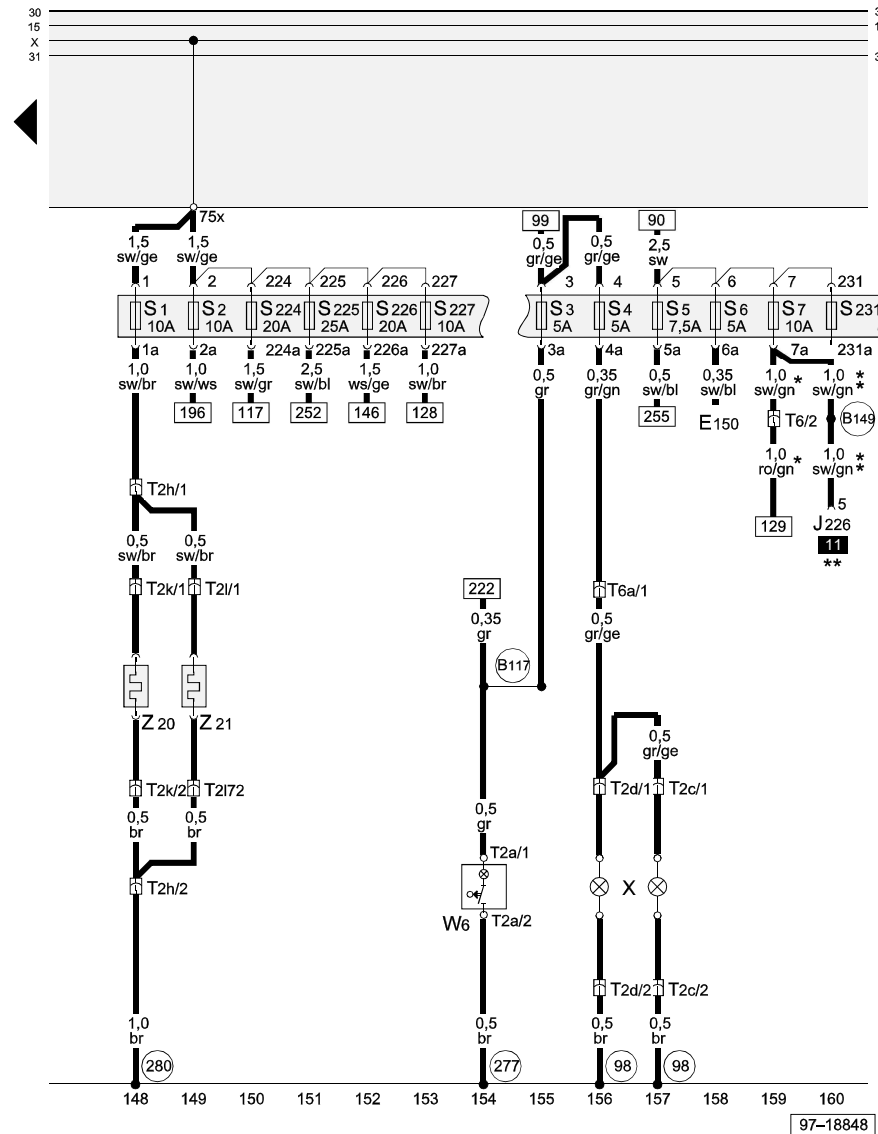 30 3
15 1
X
31 3
75x
99 90
1,5 1,5 0,5 0,5 2,5
sw/ge sw/ge gr/ge gr/ge sw
1 2 224 225 226 227 3 4 5 6 7 231
S1 S2 S224 S225 S226 S227 S3 S4 S5 S6 S7 S231
10A 10A 20A 25A 20A 10A 5A 5A 7,5A 5A 10A
1a 2a 224a 225a 226a 227a 3a 4a 5a 6a 7a 231a
1,0 1,0 1,5 2,5 1,5 1,0 0,5 0,35 0,5 0,35 1,0 1,0 *
sw/br sw/ws sw/gr sw/bl ws/ge sw/br gr gr/gn sw/bl sw/bl sw/gn* sw/gn*
196 117 252 146 128 255 E150 T6/2 B149
1,0 1,0 *
ro/gn* sw/gn*
T2h/1
5
129 J226
11
**
0,5 0,5
sw/br sw/br
T2k/1 T2l/1 222 T6a/1
0,35 0,5
gr gr/ge
B117
Z20 Z21
0,5
gr/ge
T2k/2 T2l72 T2d/1 T2c/1
0,5 0,5 0,5
br br gr
T2a/1
T2h/2 X
W6 T2a/2
T2d/2 T2c/2
1,0 0,5 0,5 0,5
br br br br
280 277 98 98
148 149 150 151 152 153 154 155 156 157 158 159 160
97–18848